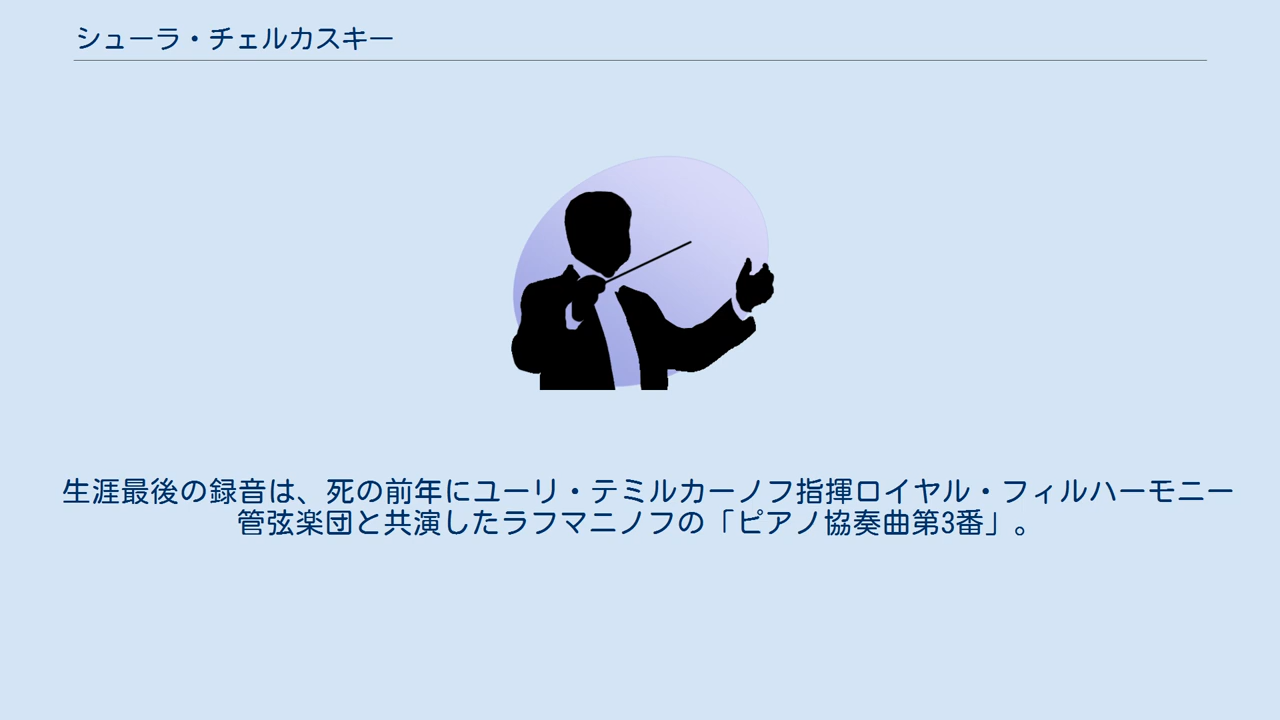 シューラ・チェルカスキー
生涯最後の録音は、死の前年にユーリ・テミルカーノフ指揮ロイヤル・フィルハーモニー
管弦楽団と共演したラフマニノフの「ピアノ協奏曲第3番」。